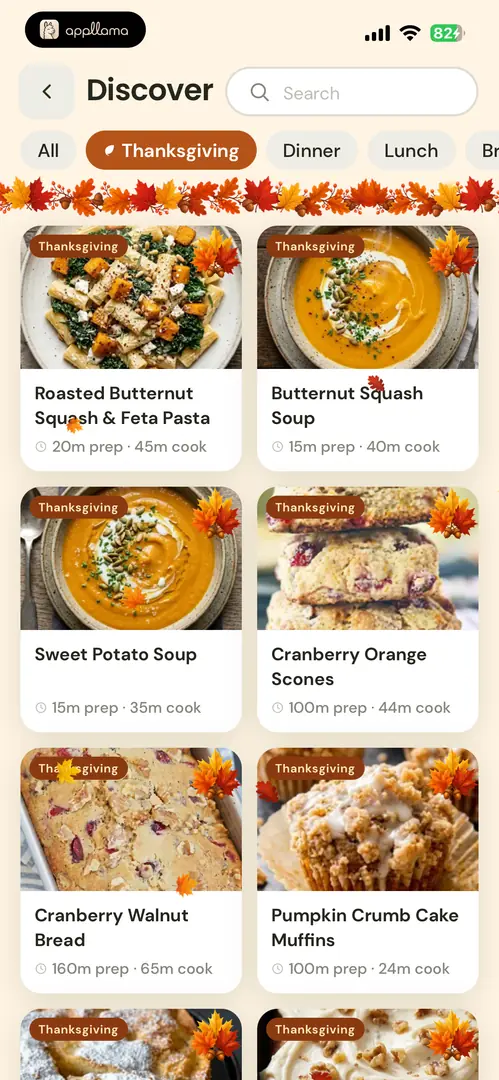 appllama
82
Discover
Search
All
Thanksgiving
Dinner
Lunch
Br
Thanksgiving
Thanksgiving
Roasted Butternut
Squash & Feta Pasta
20m prep · 45m cook
Butternut Squash
Soup
15m prep · 40m cook
Thanksgiving
Thanksgiving
Sweet Potato Soup
15m prep · 35m cook
Cranberry Orange
Scones
100m prep · 44m cook
Thanksgiving
Thanksgiving
Cranberry Walnut
Bread
160m prep · 65m cook
Pumpkin Crumb Cake
Muffins
100m prep · 24m cook
Thanksgiving
Thanksgiving